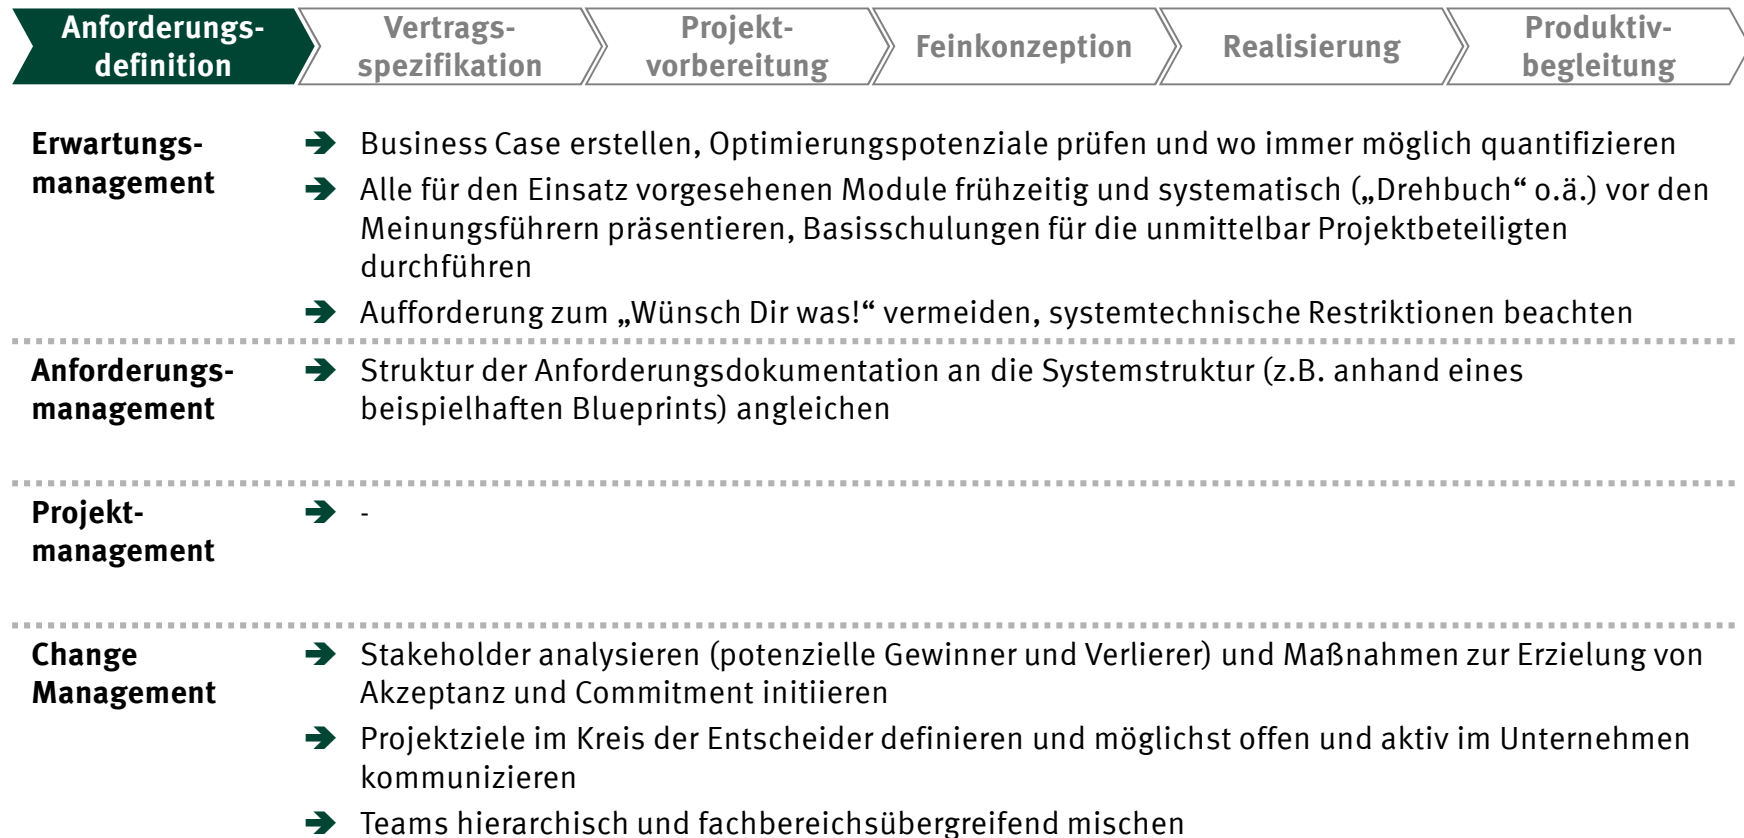 Anforderungs-
definition
Vertrags-
spezifikation
Projekt-
vorbereitung
Feinkonzeption
Realisierung
Produktiv-
begleitung
Erwartungs-
management
➔ Business Case erstellen, Optimierungspotenziale prüfen und wo immer möglich quantifizieren
➔ Alle für den Einsatz vorgesehenen Module frühzeitig und systematisch („Drehbuch“ o.ä.) vor den
Meinungsführern präsentieren, Basisschulungen für die unmittelbar Projektbeteiligten
durchführen
➔ Aufforderung zum „Wünsch Dir was!“ vermeiden, systemtechnische Restriktionen beachten
Anforderungs-
management
➔ Struktur der Anforderungsdokumentation an die Systemstruktur (z.B. anhand eines
beispielhaften Blueprints) angleichen
Projekt-
management
➔ -
Change
Management
➔ Stakeholder analysieren (potenzielle Gewinner und Verlierer) und Maßnahmen zur Erzielung von
Akzeptanz und Commitment initiieren
➔ Projektziele im Kreis der Entscheider definieren und möglichst offen und aktiv im Unternehmen
kommunizieren
➔ Teams hierarchisch und fachbereichsübergreifend mischen